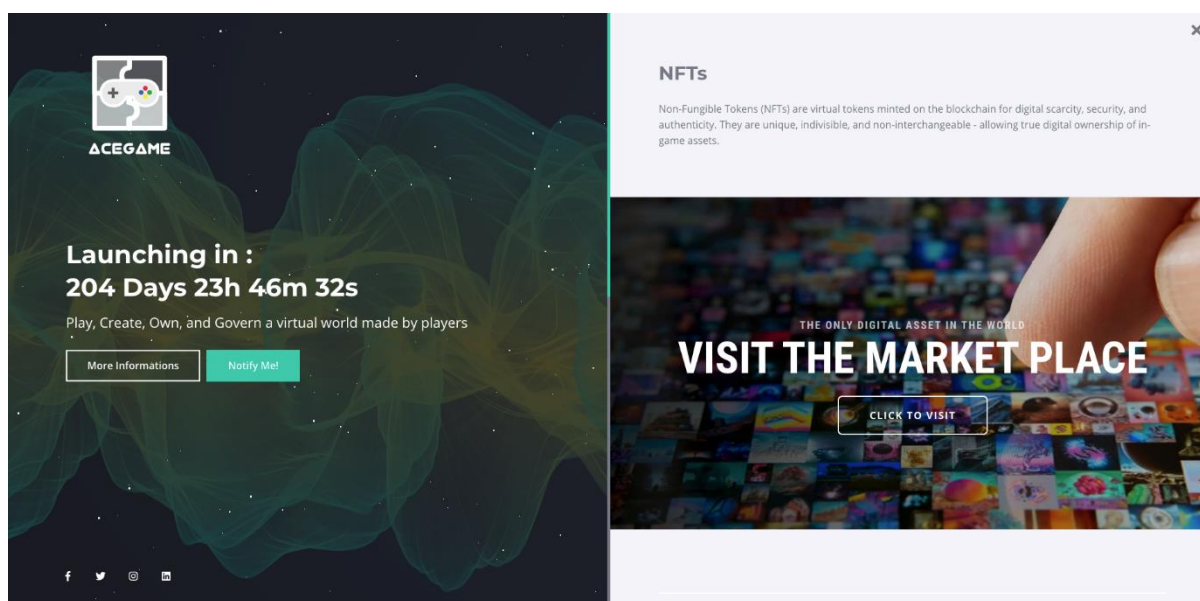 ACEGAME
Launching in :
204 Days 23h 46m 32s
Play, Create, Own, and Govern a virtual world made by players
More Informations
Notify Me!
NFTs
Non-Fungible Tokens (NFTs) are virtual tokens minted on the blockchain for digital scarcity, security, and
authenticity. They are unique, indivisible, and non-interchangeable - allowing true digital ownership of in-
game assets.
THE ONLY DIGITAL ASSET IN THE WORLD
VISIT THE MARKET PLACE
CLICK TO VISIT